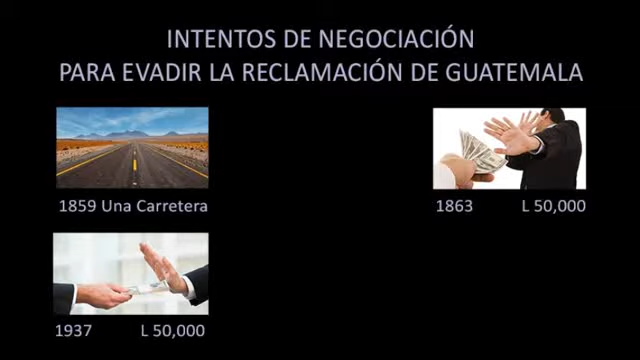 INTENTOS DE NEGOCIACIÓN
PARA EVADIR LA RECLAMACIÓN DE GUATEMALA
1859 Una Carretera
1863 L 50,000
1937 L 50,000